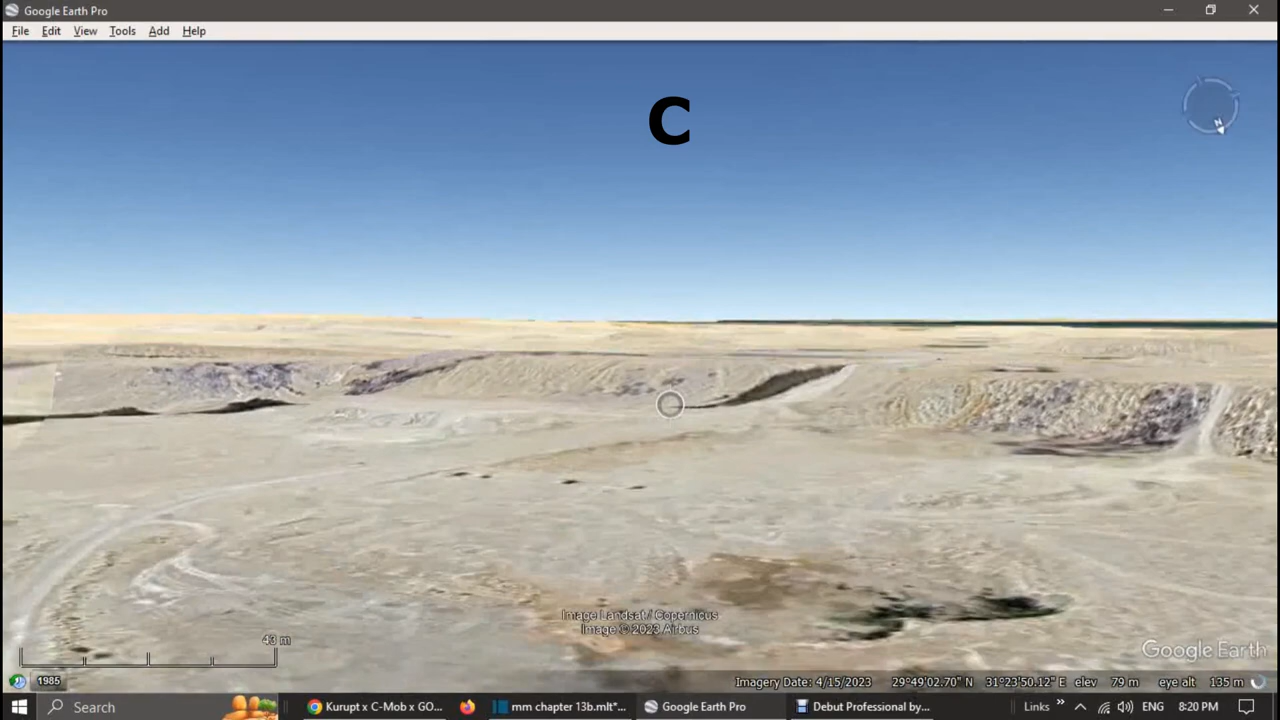 Google Earth Pro
File Edit View Tools Add Help
C
N
Image Landsat / Copernicus
Image © 2023 Airbus
43 m
Google Earth
1985
Imagery Date: 4/15/2023 29°49'02.70" N 31°23'50.12" E elev 79 m eye alt 135 m
Search
Kurupt x C-Mob x GO...
mm chapter 13b.mlt*...
Google Earth Pro
Debut Professional by...
Links
ENG
8:20 PM